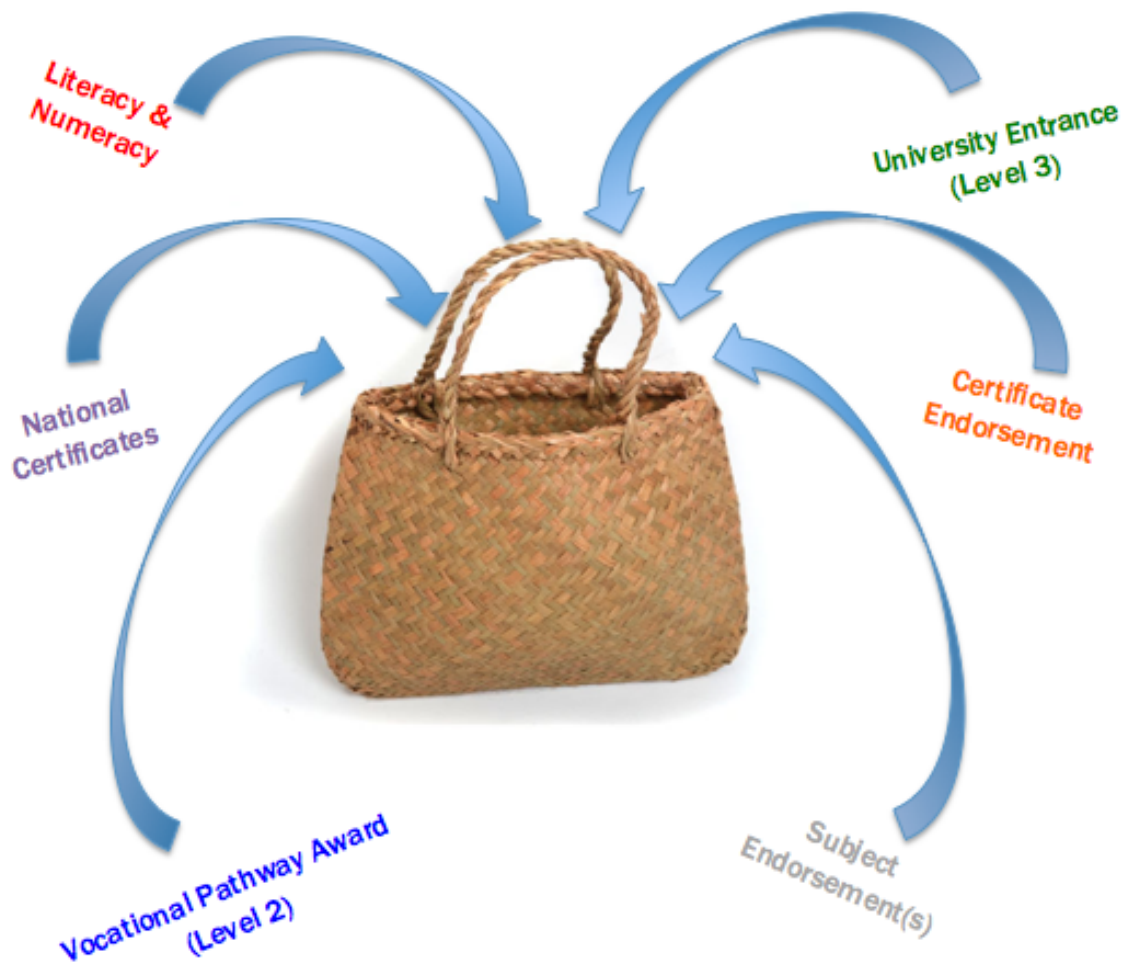 Literacy &
Numeracy
University Entrance
(Level 3)
National
Certificates
Certificate
Endorsement
Vocational Pathway Award
(Level 2)
Subject
Endorsement(s)